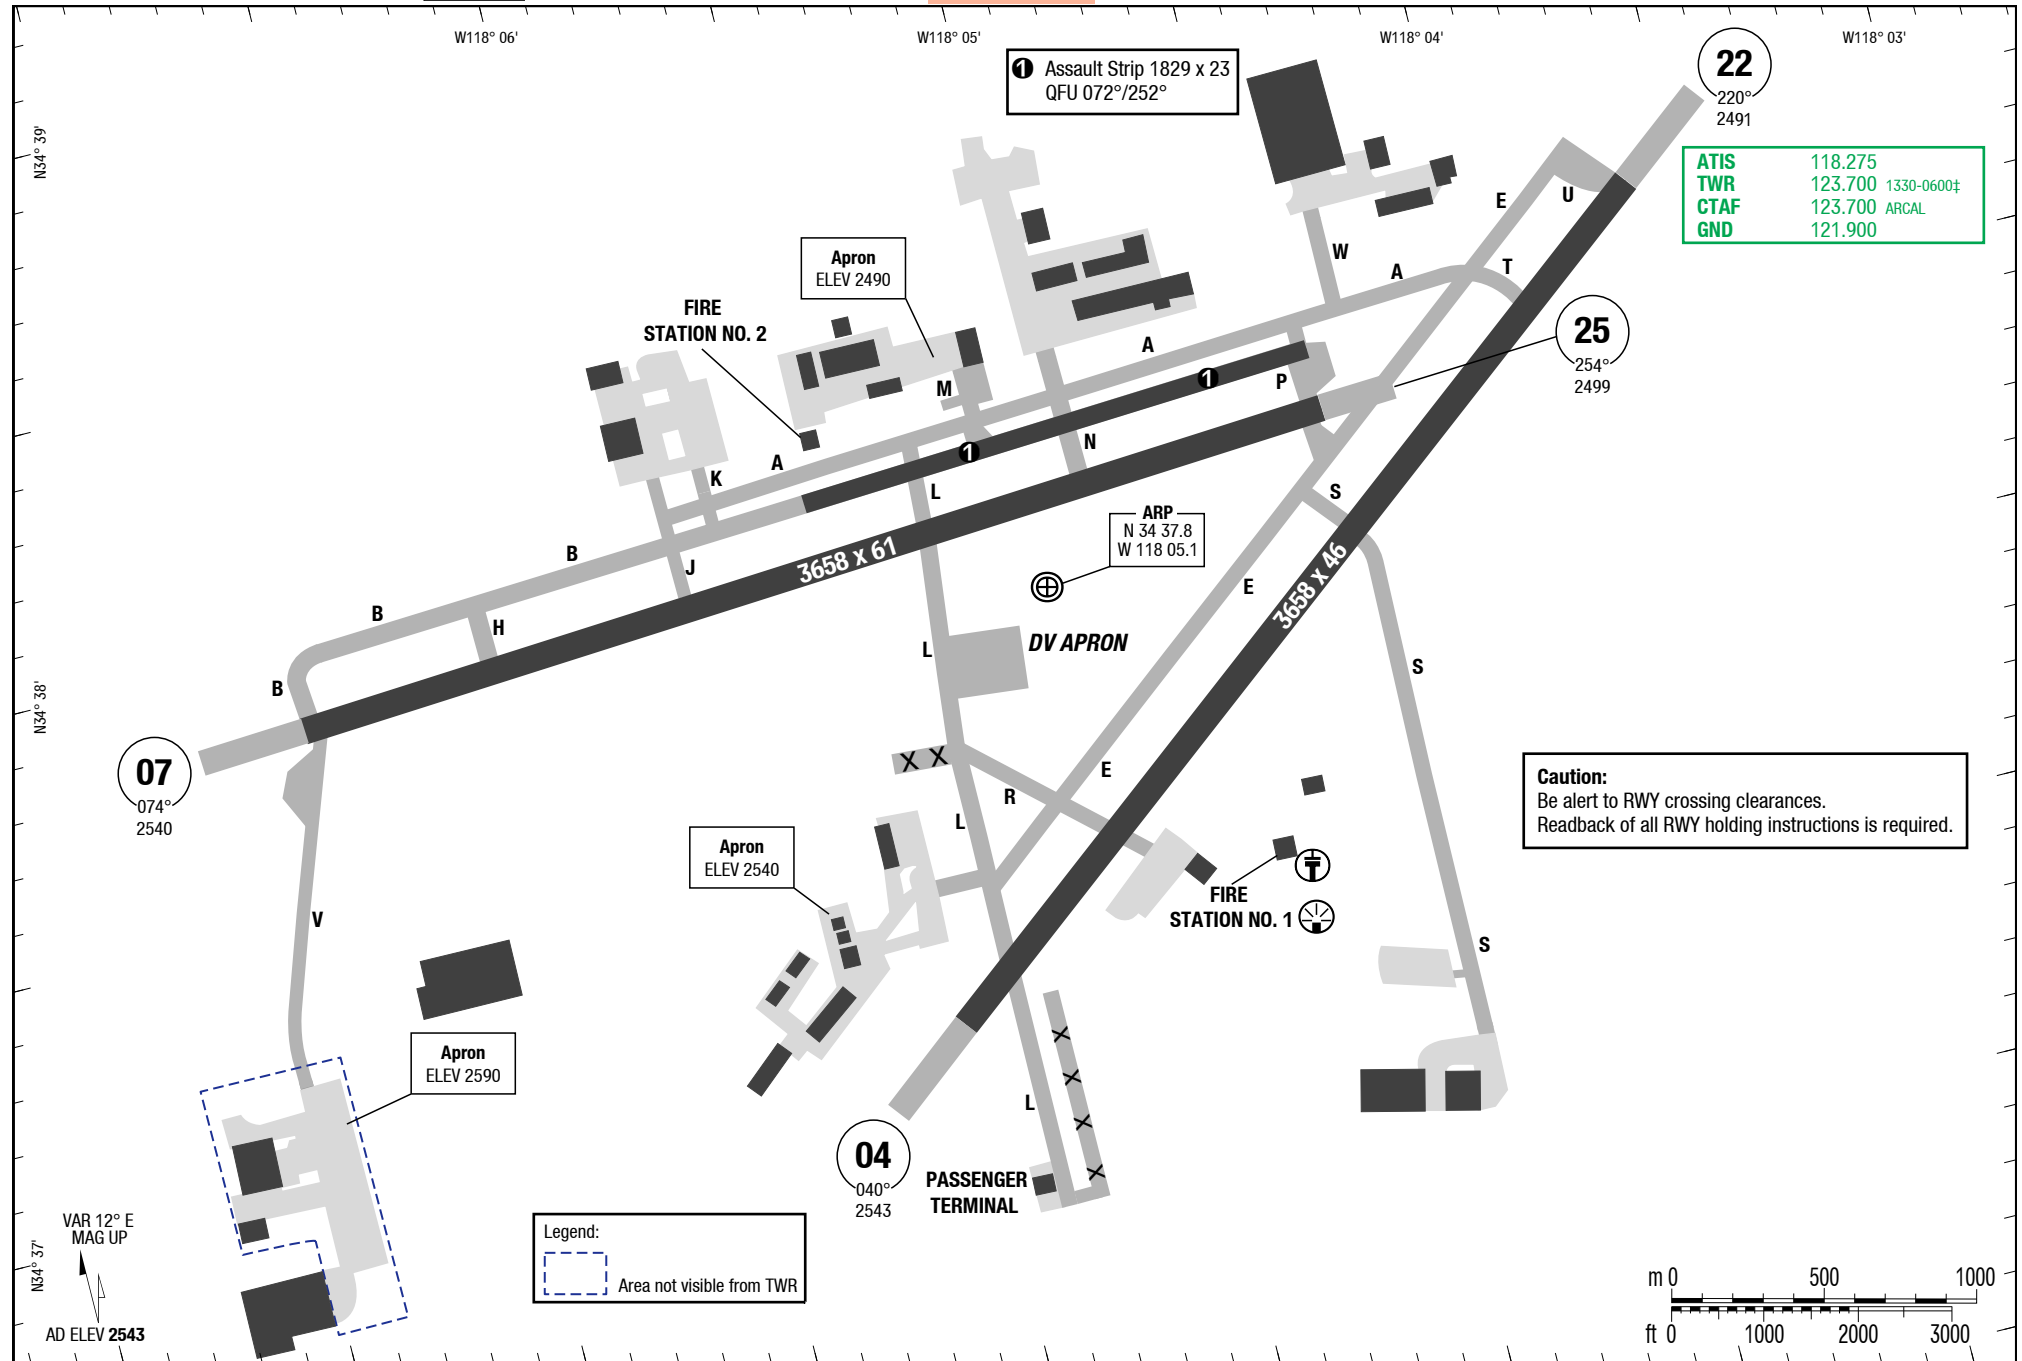 W118° 06'
W118° 05'
W118° 04'
W118° 03'
1 Assault Strip 1829 x 23
QFU 072°/252°
22
220°
2491
N34° 39'
ATIS 118.275
TWR 123.700 1330-0600‡
CTAF 123.700 ARCAL
GND 121.900
E
U
W
A
T
Apron
ELEV 2490
FIRE
STATION NO. 2
25
254°
2499
A
1
P
M
N
1
A
K
L
S
ARP
N 34 37.8
W 118 05.1
B
J
3658 x 61
E
3658 x 46
B
H
L
DV APRON
S
B
N34° 38'
07
074°
2540
X X
E
R
L
Caution:
Be alert to RWY crossing clearances.
Readback of all RWY holding instructions is required.
Apron
ELEV 2540
FIRE
STATION NO. 1
V
S
X
X
X
X
Apron
ELEV 2590
L
04
040°
2543
PASSENGER
TERMINAL
VAR 12° E
MAG UP
N34° 37'
AD ELEV 2543
Legend:
Area not visible from TWR
m 0 500 1000
ft 0 1000 2000 3000